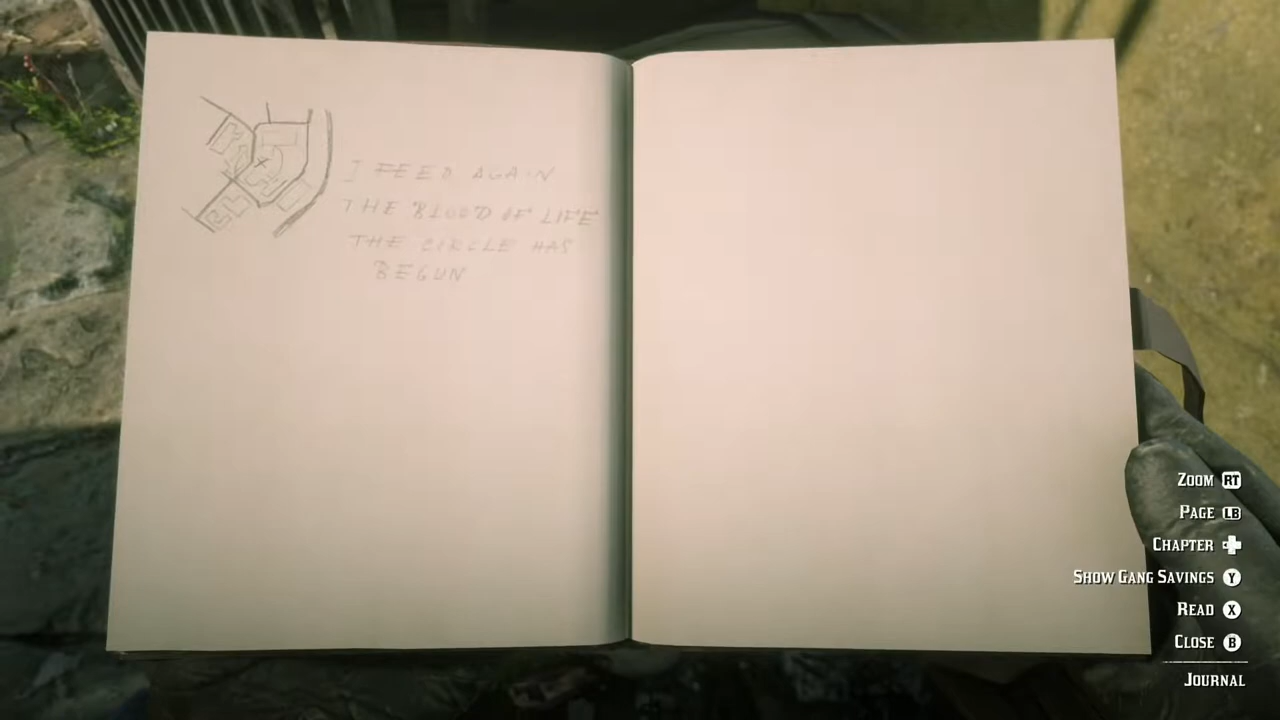 I FEED AGAIN
THE BLOOD OF LIFE
THE CIRCLE HAS
BEGUN
ZOOM RT
PAGE LB
CHAPTER
SHOW GANG SAVINGS Y
READ X
CLOSE B
JOURNAL